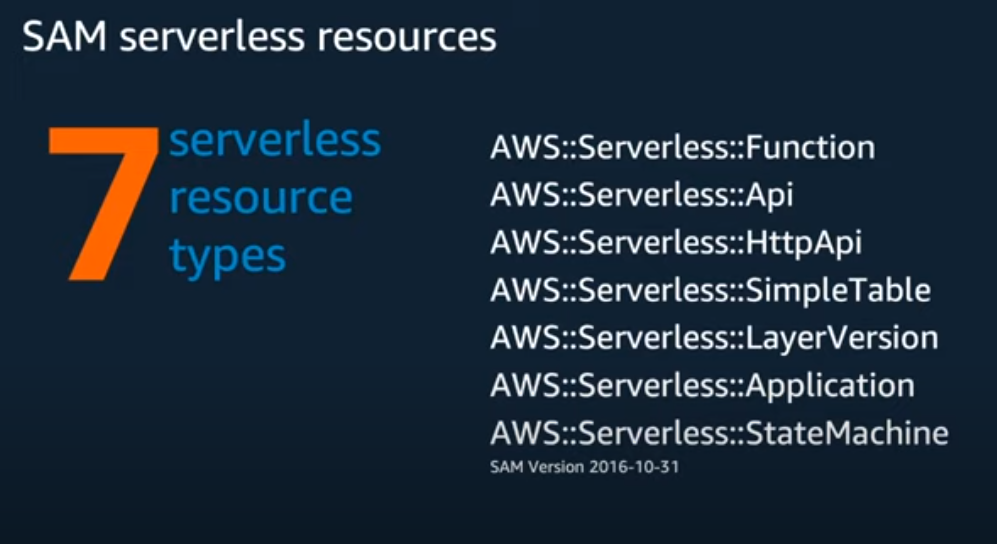 SAM serverless resources
7
serverless
resource
types
AWS::Serverless::Function
AWS::Serverless::Api
AWS::Serverless::HttpApi
AWS::Serverless::SimpleTable
AWS::Serverless::LayerVersion
AWS::Serverless::Application
AWS::Serverless::StateMachine
SAM Version 2016-10-31